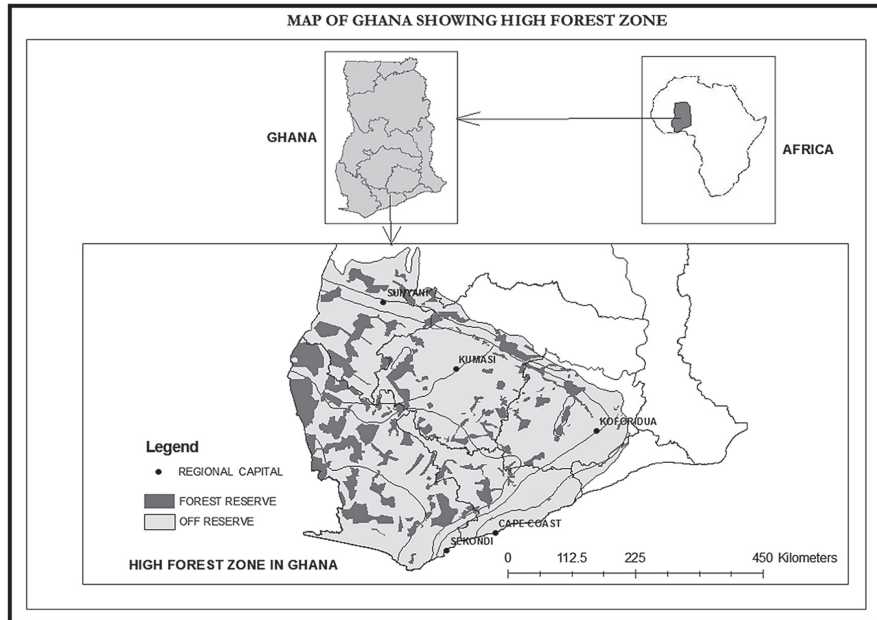 MAP OF GHANA SHOWING HIGH FOREST ZONE
GHANA
AFRICA
SUNYANI
KUMASI
KOFORIDUA
Legend
REGIONAL CAPITAL
FOREST RESERVE
OFF RESERVE
CAPE COAST
SEKONDI
HIGH FOREST ZONE IN GHANA
0 112.5 225 450 Kilometers